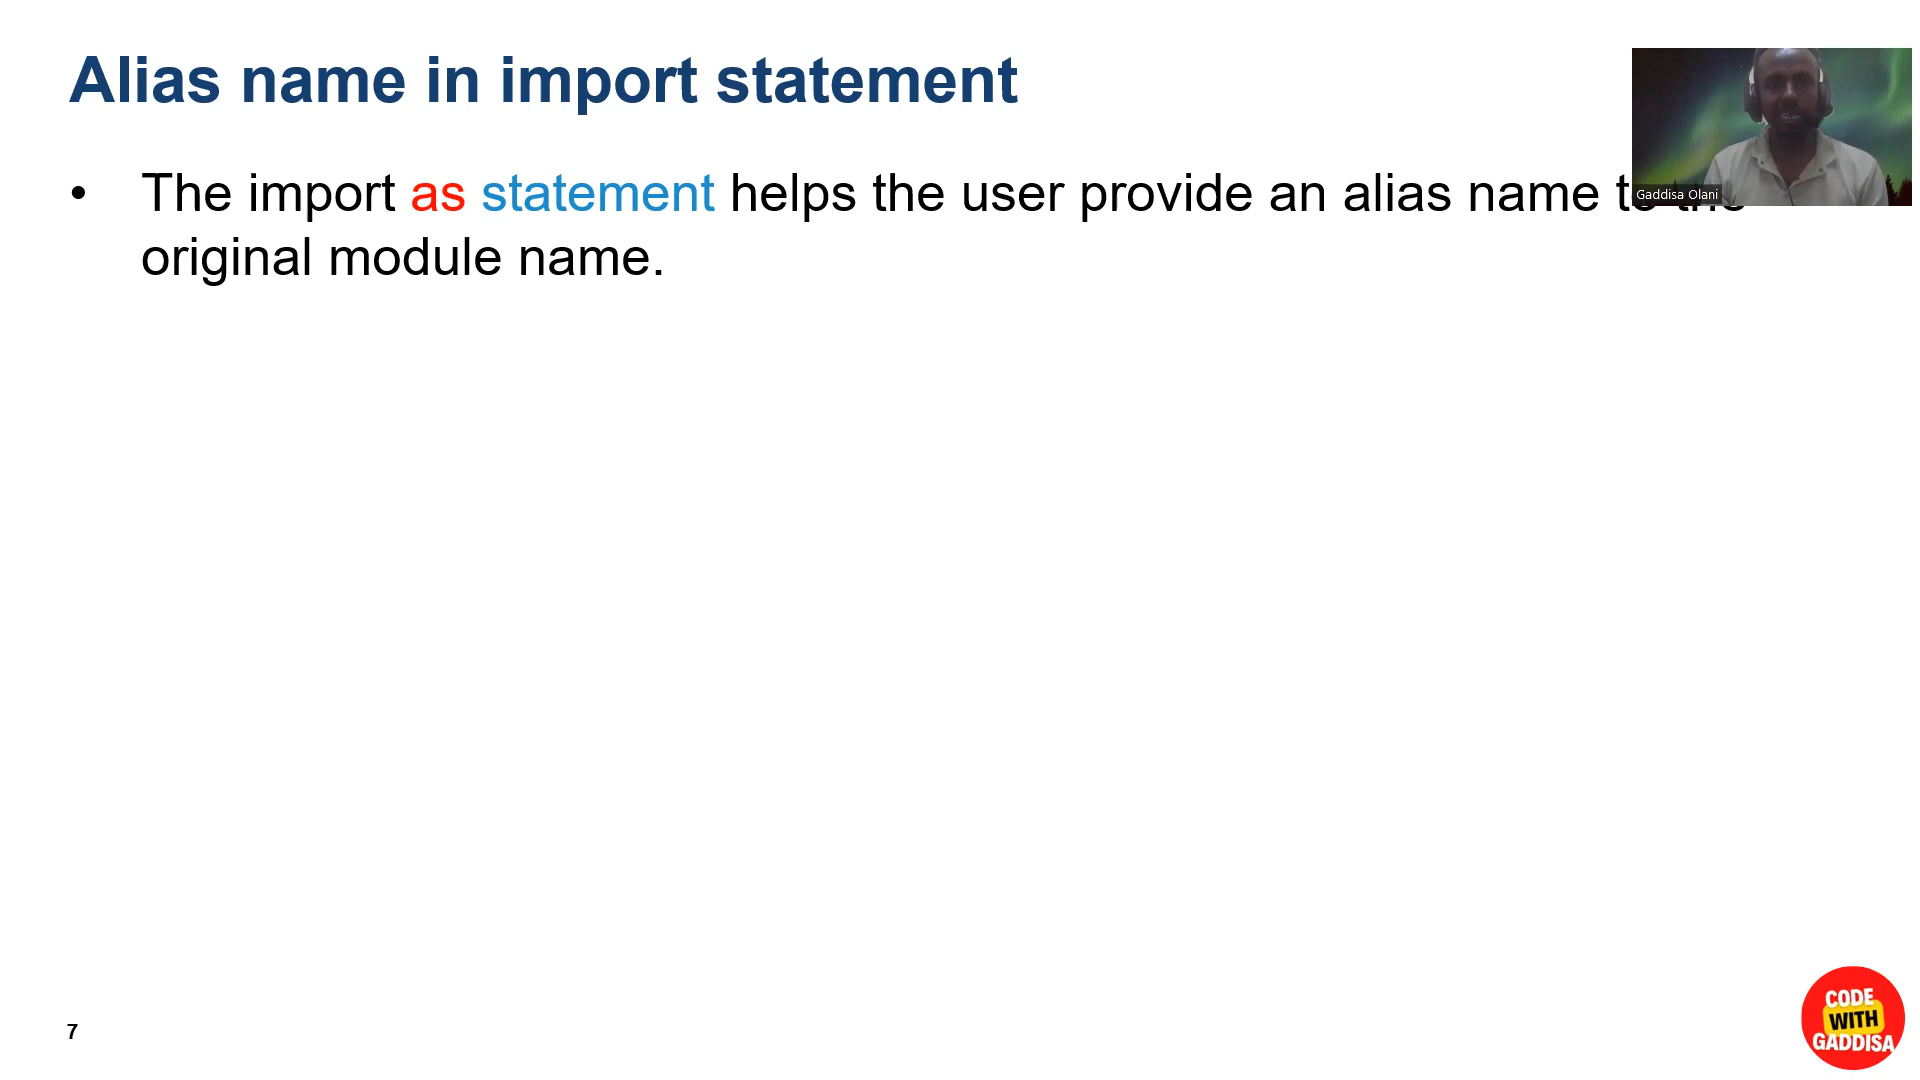 Alias name in import statement
• The import as statement helps the user provide an alias name to the
original module name.
Gaddisa Olani
7
CODE
WITH
GADDISA